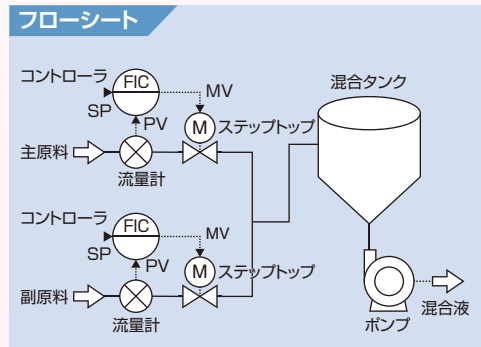 フローシート
コントローラ
FIC
SP
MV
PV
M
ステップトップ
主原料
流量計
混合タンク
コントローラ
FIC
SP
MV
PV
M
ステップトップ
副原料
流量計
ポンプ
混合液